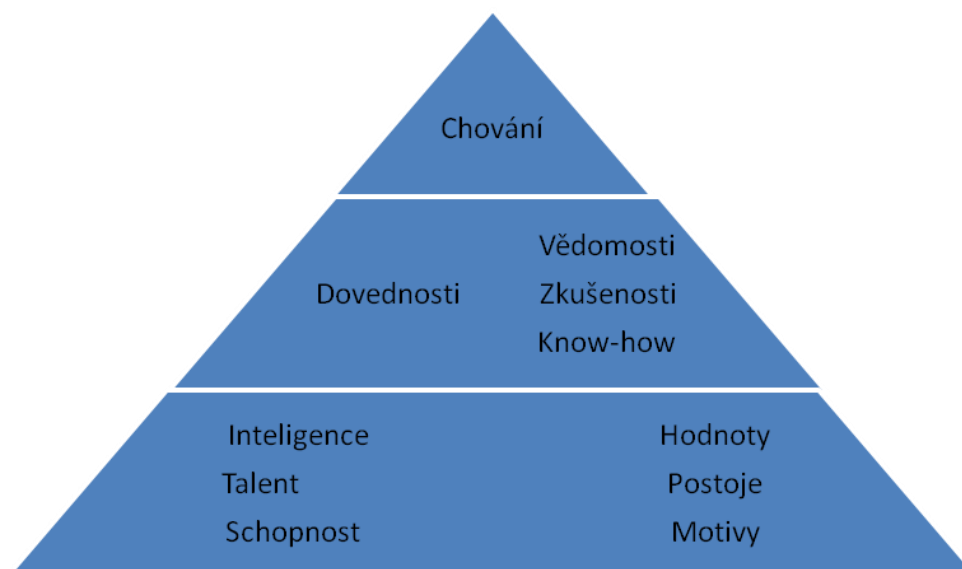 Chování
Dovednosti
Vědomosti
Zkušenosti
Know-how
Inteligence
Talent
Schopnost
Hodnoty
Postoje
Motivy